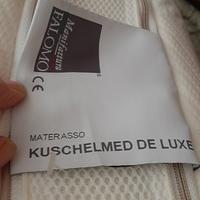 Manifattura
FALOMO
CE
MATERASSO
KUSCHELMED DE LUXE